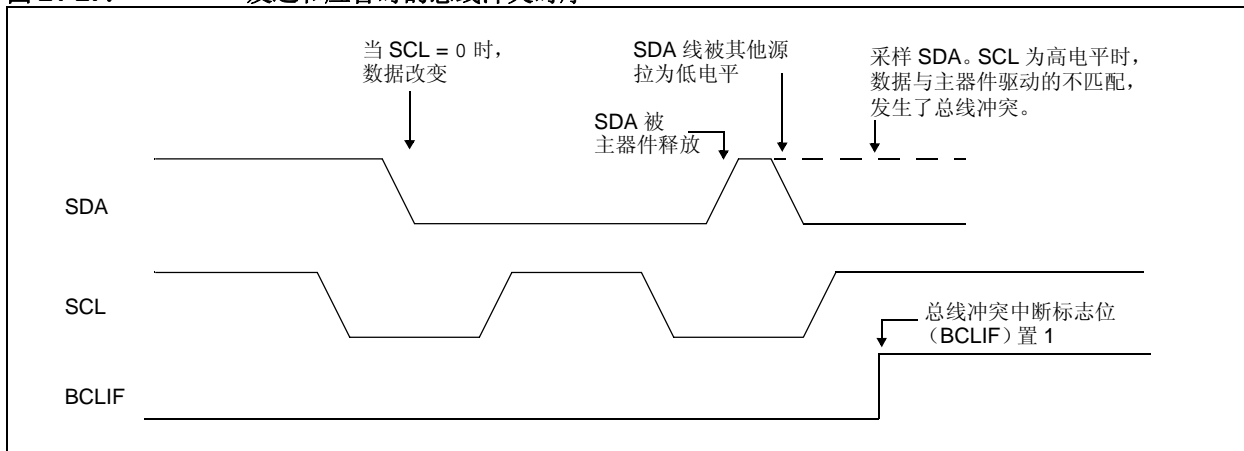 当 SCL = 0 时，
数据改变
SDA 线被其他源
拉为低电平
采样 SDA。SCL 为高电平时，
数据与主器件驱动的不匹配，
发生了总线冲突。
SDA 被
主器件释放
SDA
SCL
总线冲突中断标志位
（BCLIF）置 1
BCLIF